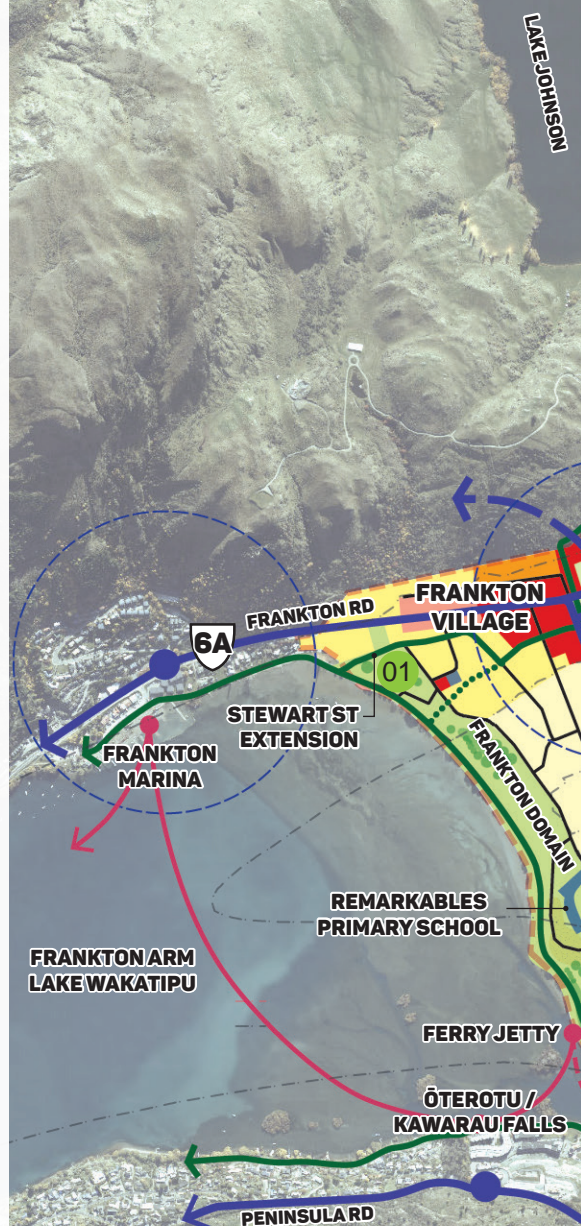 LAKE JOHNSON
FRANKTON RD
FRANKTON
VILLAGE
6A
01
STEWART ST
EXTENSION
FRANKTON
MARINA
FRANKTON DOMAIN
REMARKABLES
PRIMARY SCHOOL
FRANKTON ARM
LAKE WAKATIPU
FERRY JETTY
ŌTEROTU /
KAWARAU FALLS
PENINSULA RD